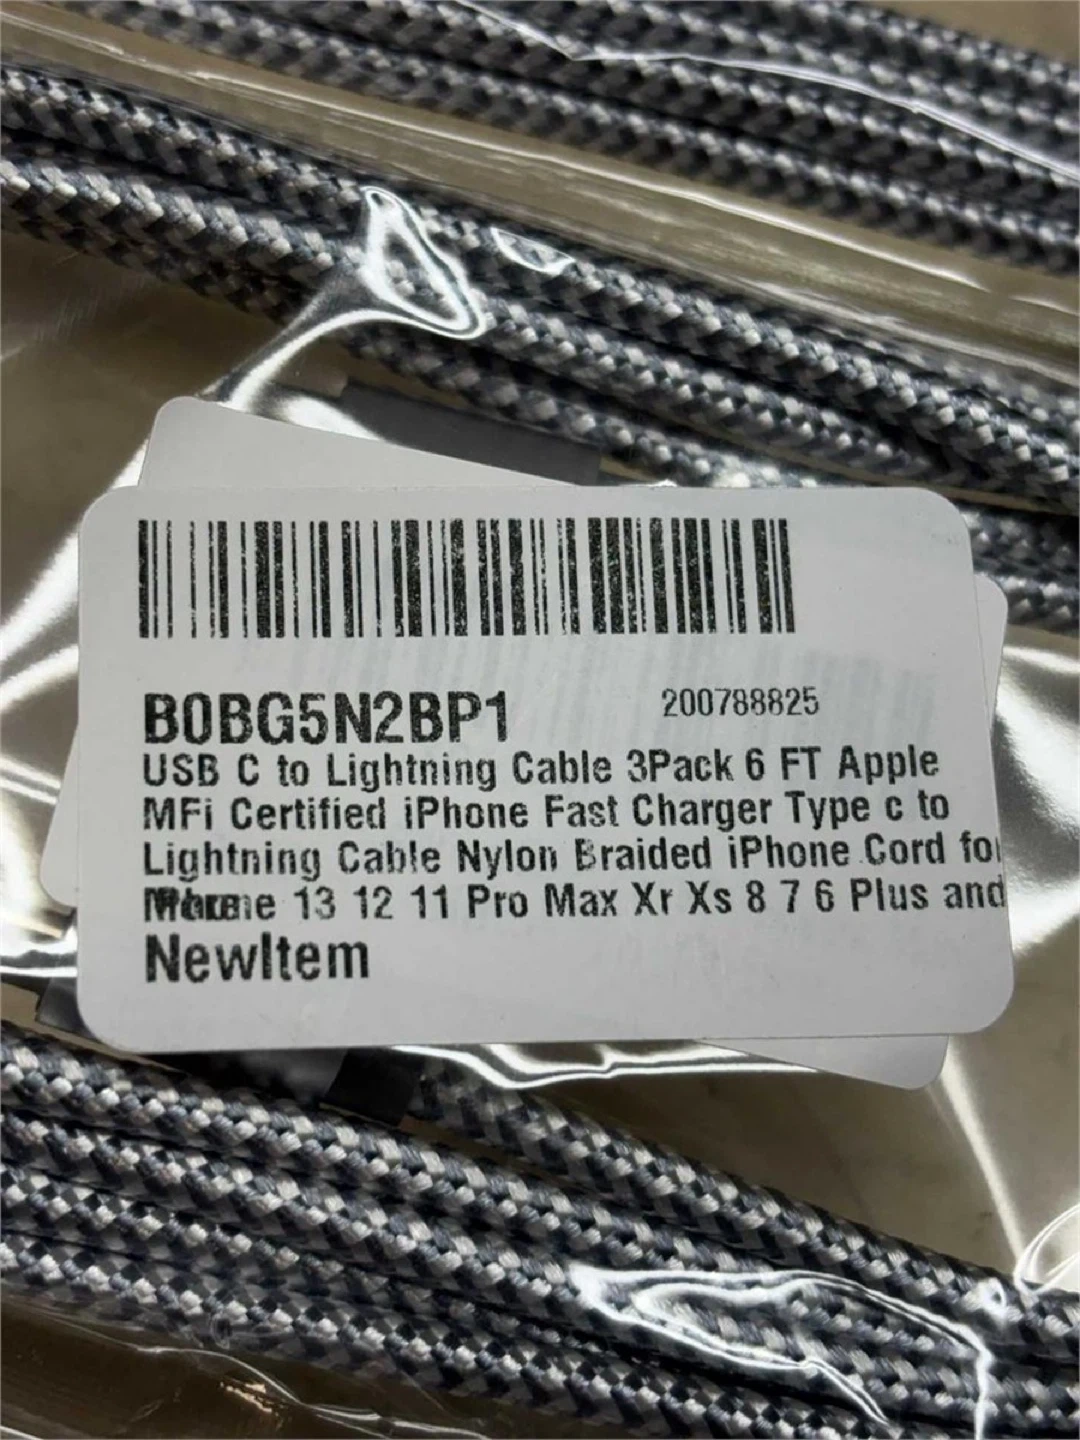 B0BG5N2BP1 200788825
USB C to Lightning Cable 3Pack 6 FT Apple
MFi Certified iPhone Fast Charger Type c to
Lightning Cable Nylon Braided iPhone Cord for
13 12 11 Pro Max Xr Xs 8 7 6 Plus and
NewItem